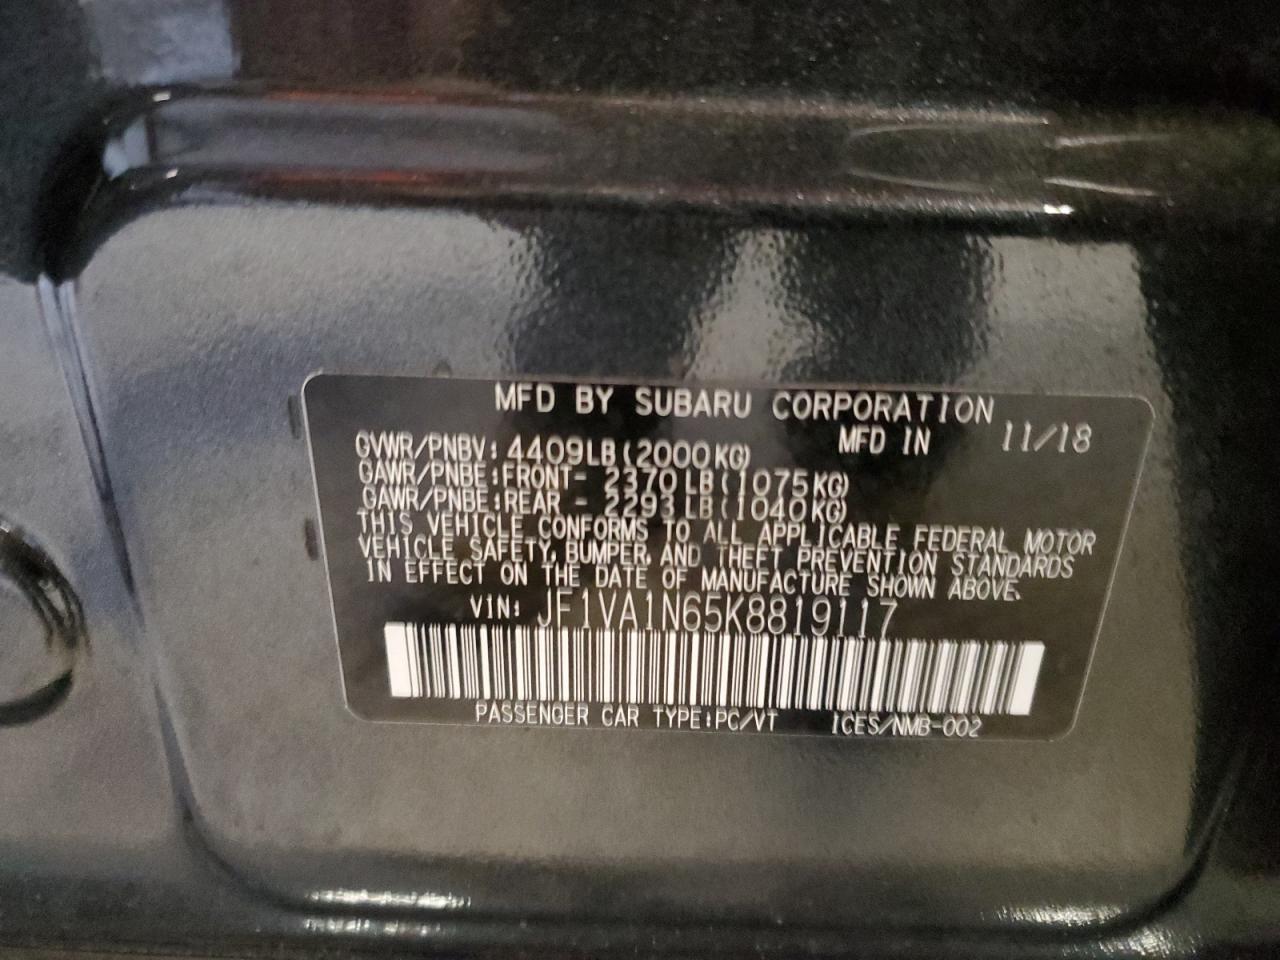 MFD BY SUBARU CORPORATION
MFD IN 11/18
GVWR/PNBV: 4409LB(2000KG)
GAWR/PNBE:FRONT- 2370LB(1075KG)
GAWR/PNBE:REAR - 2293LB(1040KG)
THIS VEHICLE CONFORMS TO ALL APPLICABLE FEDERAL MOTOR
VEHICLE SAFETY, BUMPER, AND THEFT PREVENTION STANDARDS
IN EFFECT ON THE DATE OF MANUFACTURE SHOWN ABOVE.
VIN: JF1VA1N65K8819117
PASSENGER CAR TYPE:PC/VT ICES/NMB-002